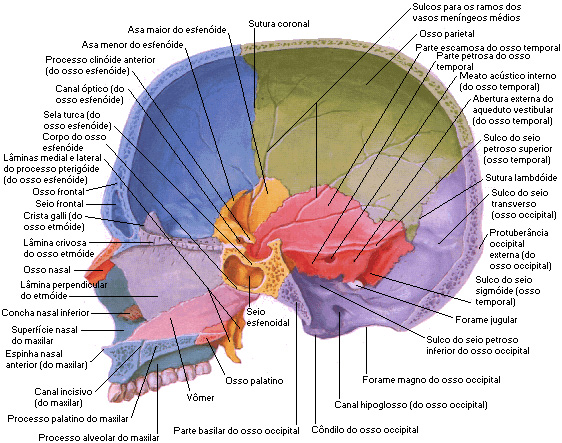 Asa maior do esfenóide
Asa menor do esfenóide
Processo clinóide anterior
(do osso esfenóide)
Canal óptico (do
osso esfenóide)
Sela turca (do osso
esfenóide)
Corpo do osso
esfenóide
Lâminas medial e lateral
do processo pterigóide
(do osso esfenóide)
Osso frontal
Seio frontal
Crista galli (do osso
etmóide)
Lâmina crivosa
do osso etmóide
Osso nasal
Lâmina perpendicular
do etmóide
Concha nasal inferior
Superfície nasal
do maxilar
Espinha nasal
anterior (do maxilar)
Canal incisivo
(do maxilar)
Processo palatino do maxilar
Processo alveolar do maxilar
Sutura coronal
Sulcos para os ramos dos
vasos meníngeos médios
Osso parietal
Parte escamosa do osso temporal
Parte petrosa do osso
temporal
Meato acústico interno
(do osso temporal)
Abertura externa do
aqueduto vestibular
(do osso temporal)
Sulco do seio
petroso superior
(osso temporal)
Sutura lambdóide
Sulco do seio
transverso
(osso occipital)
Protuberância
occipital
externa (do
osso occipital)
Sulco do seio
sigmóide (osso
temporal)
Forame jugular
Sulco do seio petroso
inferior do osso occipital
Forame magno do osso occipital
Canal hipoglosso (do osso occipital)
Côndilo do osso occipital
Parte basilar do osso occipital
Seio
esfenoidal
Osso palatino
Vômer